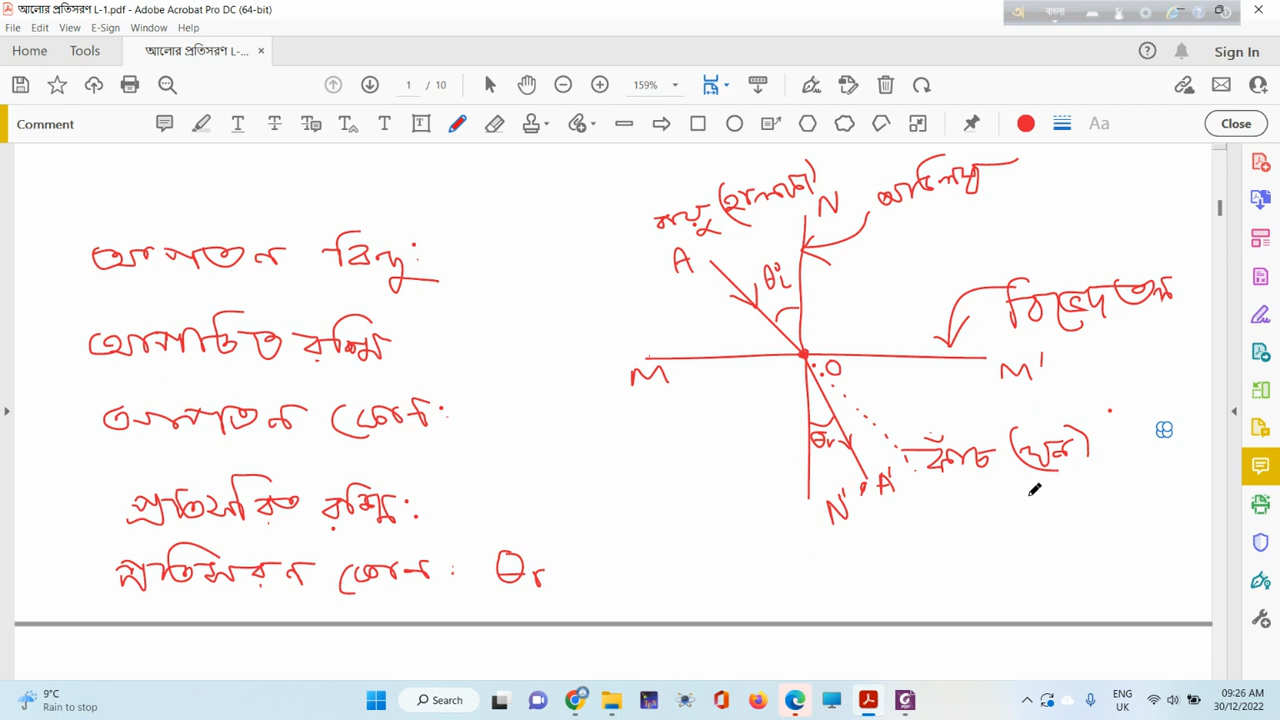 আলোর প্রতিসরণ L-1.pdf - Adobe Acrobat Pro DC (64-bit)
বাংলা
File Edit View E-Sign Window Help
Home Tools আলোর প্রতিসরণ L-... × Sign In
1 / 10 159%
Comment Aa Close
বায়ু (হালকা) N অভিলম্ব
A θi
আপতন বিন্দু:
বিভেদতল
আপতিত রশ্মি
M O M'
আপতন কোণ:
θr কাঁচ (ঘন)
N' A'
প্রতিসরিত রশ্মি:
প্রতিসরণ কোণ: θr
9°C
Rain to stop
Search
ENG
UK
09:26 AM
30/12/2022